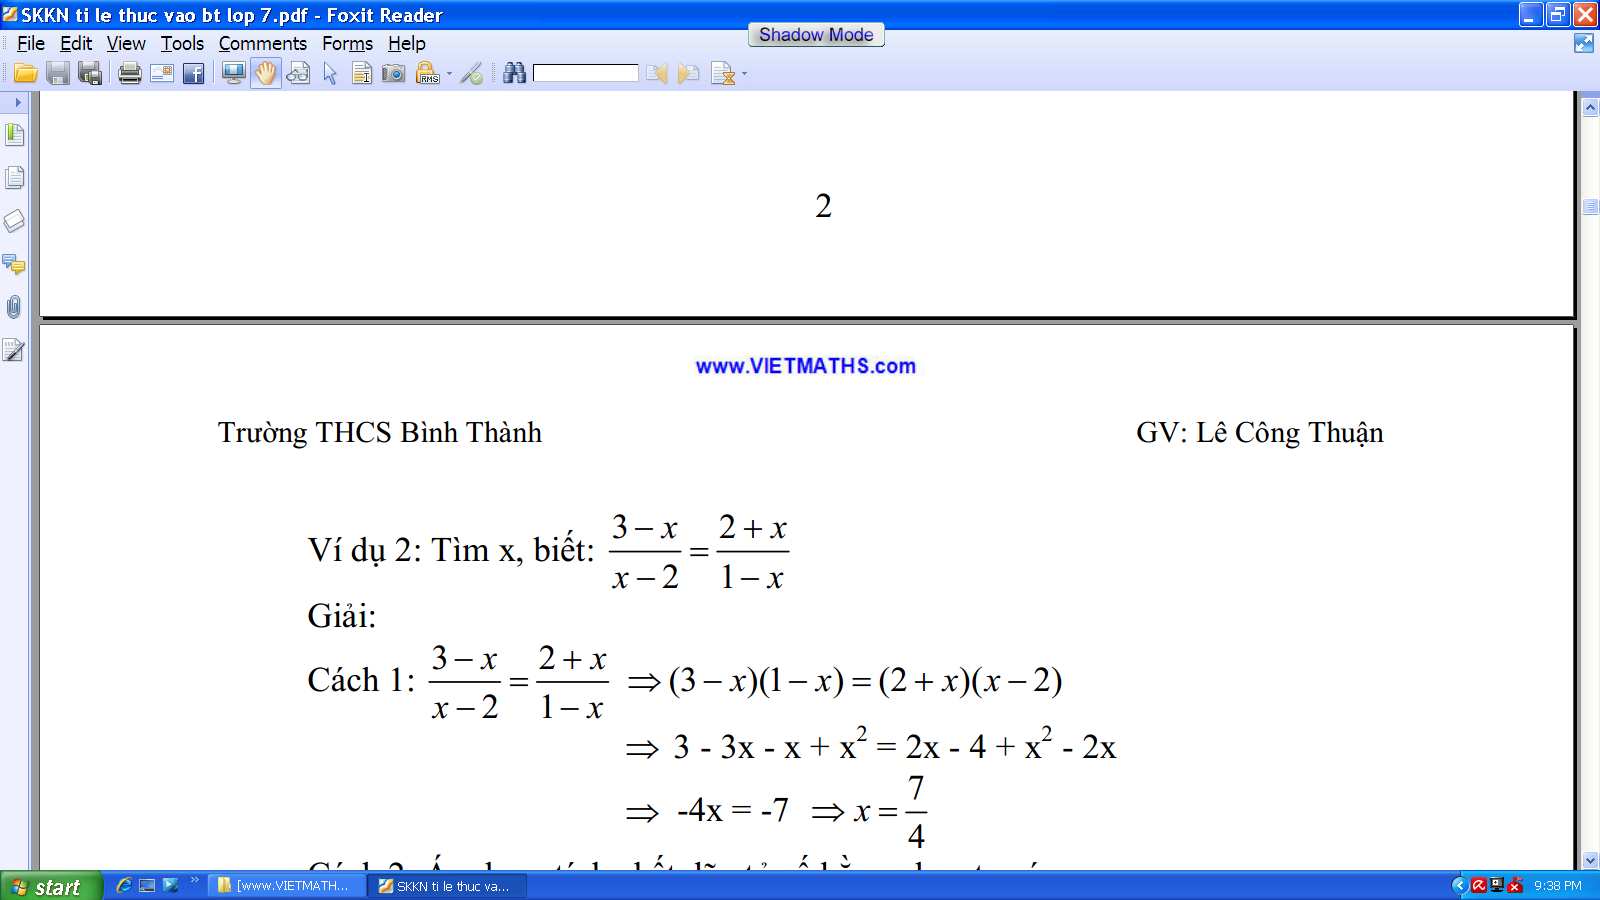 SKKN ti le thuc vao bt lop 7.pdf - Foxit Reader
Shadow Mode
File Edit View Tools Comments Forms Help
RMS
2
www.VIETMATHS.com
Trường THCS Bình Thành GV: Lê Công Thuận
Ví dụ 2: Tìm x, biết: (3 − x)/(x − 2) = (2 + x)/(1 − x)
Giải:
Cách 1: (3 − x)/(x − 2) = (2 + x)/(1 − x) ⇒ (3 − x)(1 − x) = (2 + x)(x − 2)
⇒ 3 - 3x - x + x² = 2x - 4 + x² - 2x
⇒ -4x = -7 ⇒ x = 7/4
start [www.VIETMATH... SKKN ti le thuc va... 9:38 PM